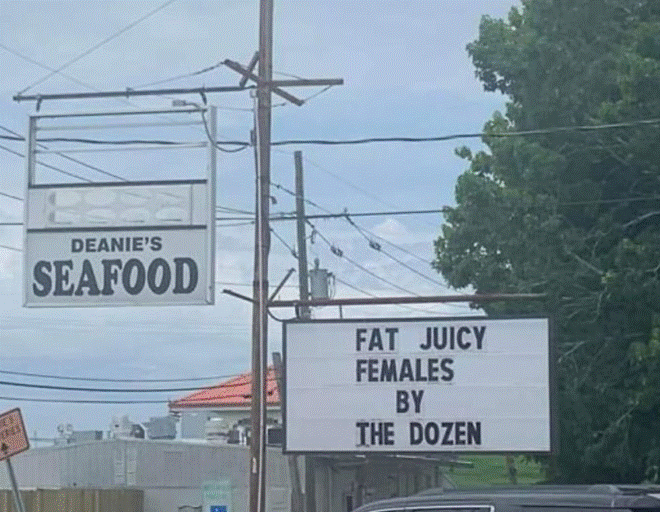 DEANIE'S
SEAFOOD
FAT JUICY
FEMALES
BY
THE DOZEN